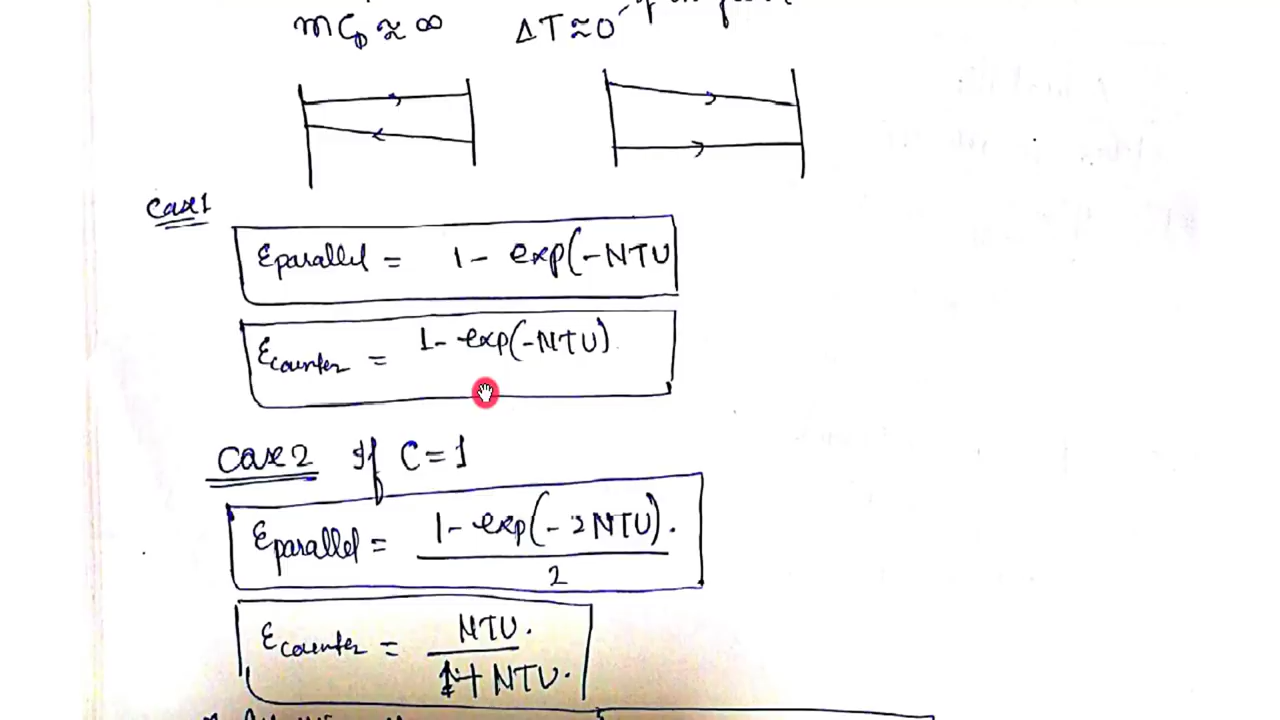 mCp ≈ ∞ ΔT ≈ 0
Case1
εparallel = 1 - exp(-NTU
εcounter = 1 - exp(-NTU)
Case 2 If C = 1
εparallel = 1 - exp(-2NTU).
2
εcounter = NTU.
1 + NTU.